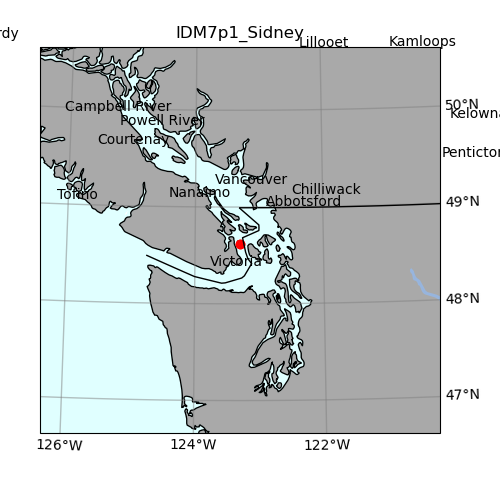 IDM7p1_Sidney
rdy
Lillooet
Kamloops
Campbell River
50°N
Powell River
Kelowna
Courtenay
Penticton
Vancouver
Tofino
Nanaimo
Chilliwack
Abbotsford
49°N
Victoria
48°N
47°N
126°W
124°W
122°W